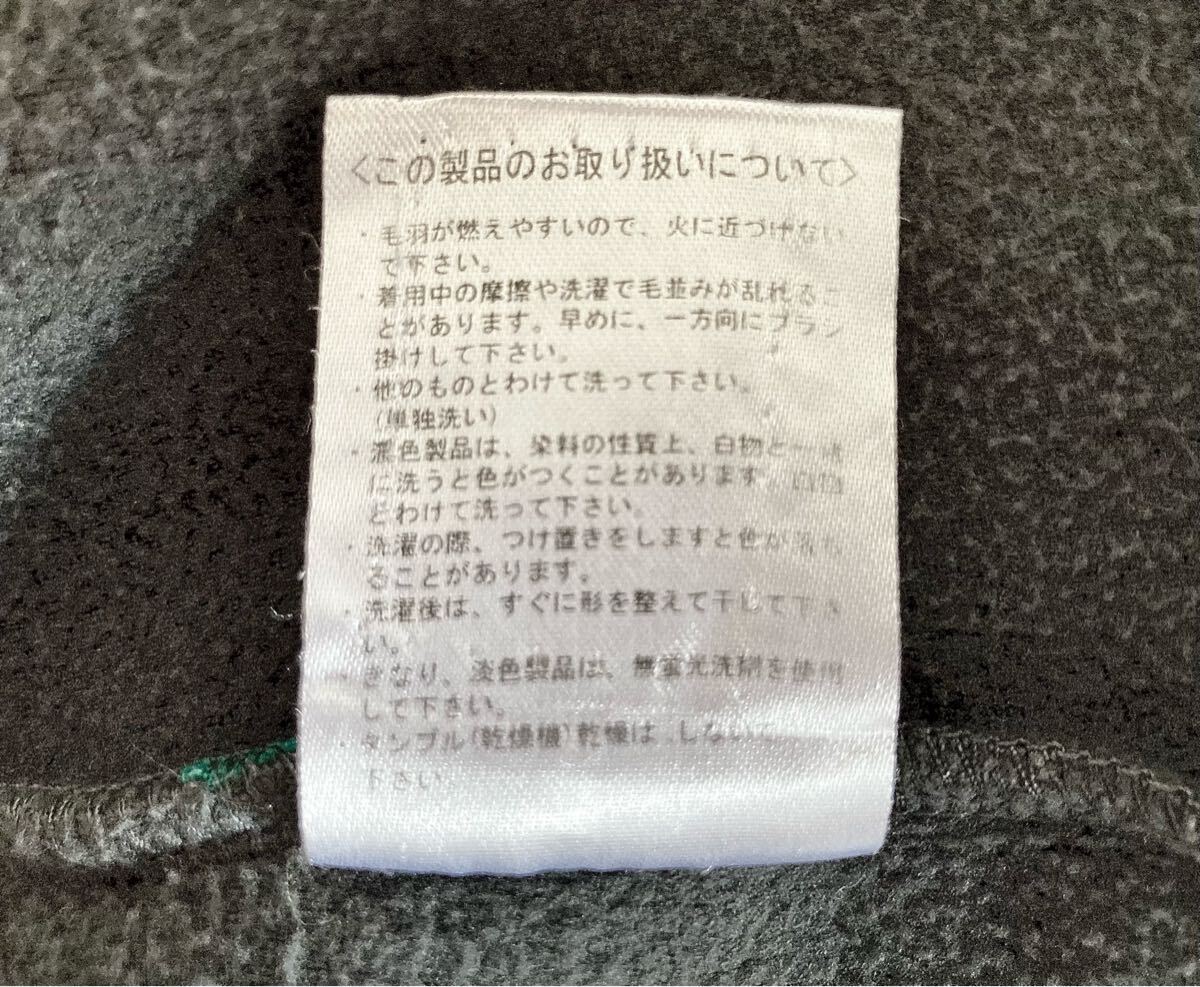 〈この製品のお取り扱いについて〉
・毛羽が燃えやすいので、火に近づけない
で下さい。
・着用中の摩擦や洗濯で毛並みが乱れるこ
とがあります。早めに、一方向にブラシ
掛けして下さい。
・他のものとわけて洗って下さい。
(単独洗い)
・濃色製品は、染料の性質上、白物と一緒
に洗うと色がつくことがあります。白物
とわけて洗って下さい。
・洗濯の際、つけ置きをしますと色が落
ることがあります。
・洗濯後は、すぐに形を整えて干して下さ
い。
・きなり、淡色製品は、無蛍光洗剤を使用
して下さい。
・タンブル(乾燥機)乾燥は しないで
下さい